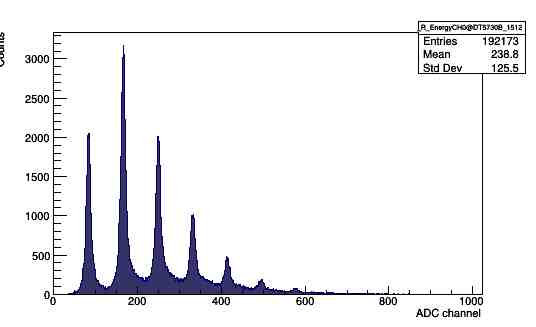 _R_EnergyCH0@DT5730B_1512
Entries 192173
Mean 238.8
Std Dev 125.5
Counts
3000
2500
2000
1500
1000
500
0
0 200 400 600 800 1000
ADC channel